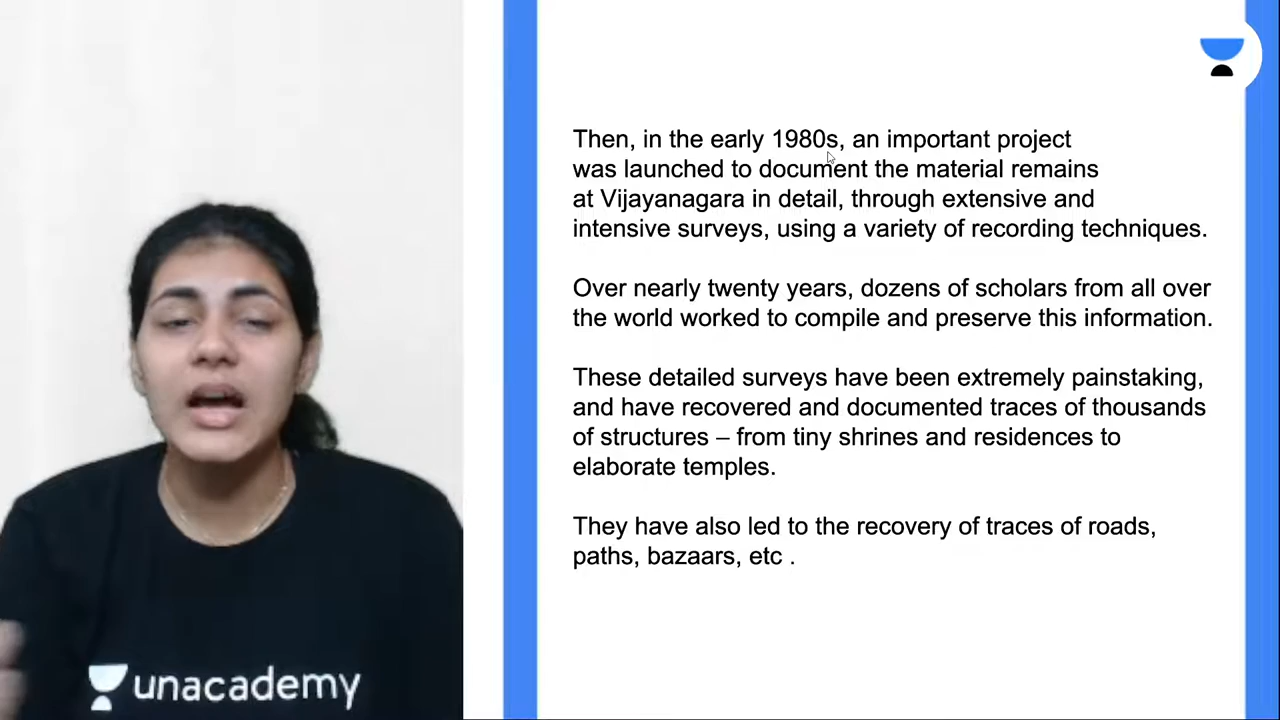 Then, in the early 1980s, an important project
was launched to document the material remains
at Vijayanagara in detail, through extensive and
intensive surveys, using a variety of recording techniques.
Over nearly twenty years, dozens of scholars from all over
the world worked to compile and preserve this information.
These detailed surveys have been extremely painstaking,
and have recovered and documented traces of thousands
of structures – from tiny shrines and residences to
elaborate temples.
They have also led to the recovery of traces of roads,
paths, bazaars, etc .
unacademy